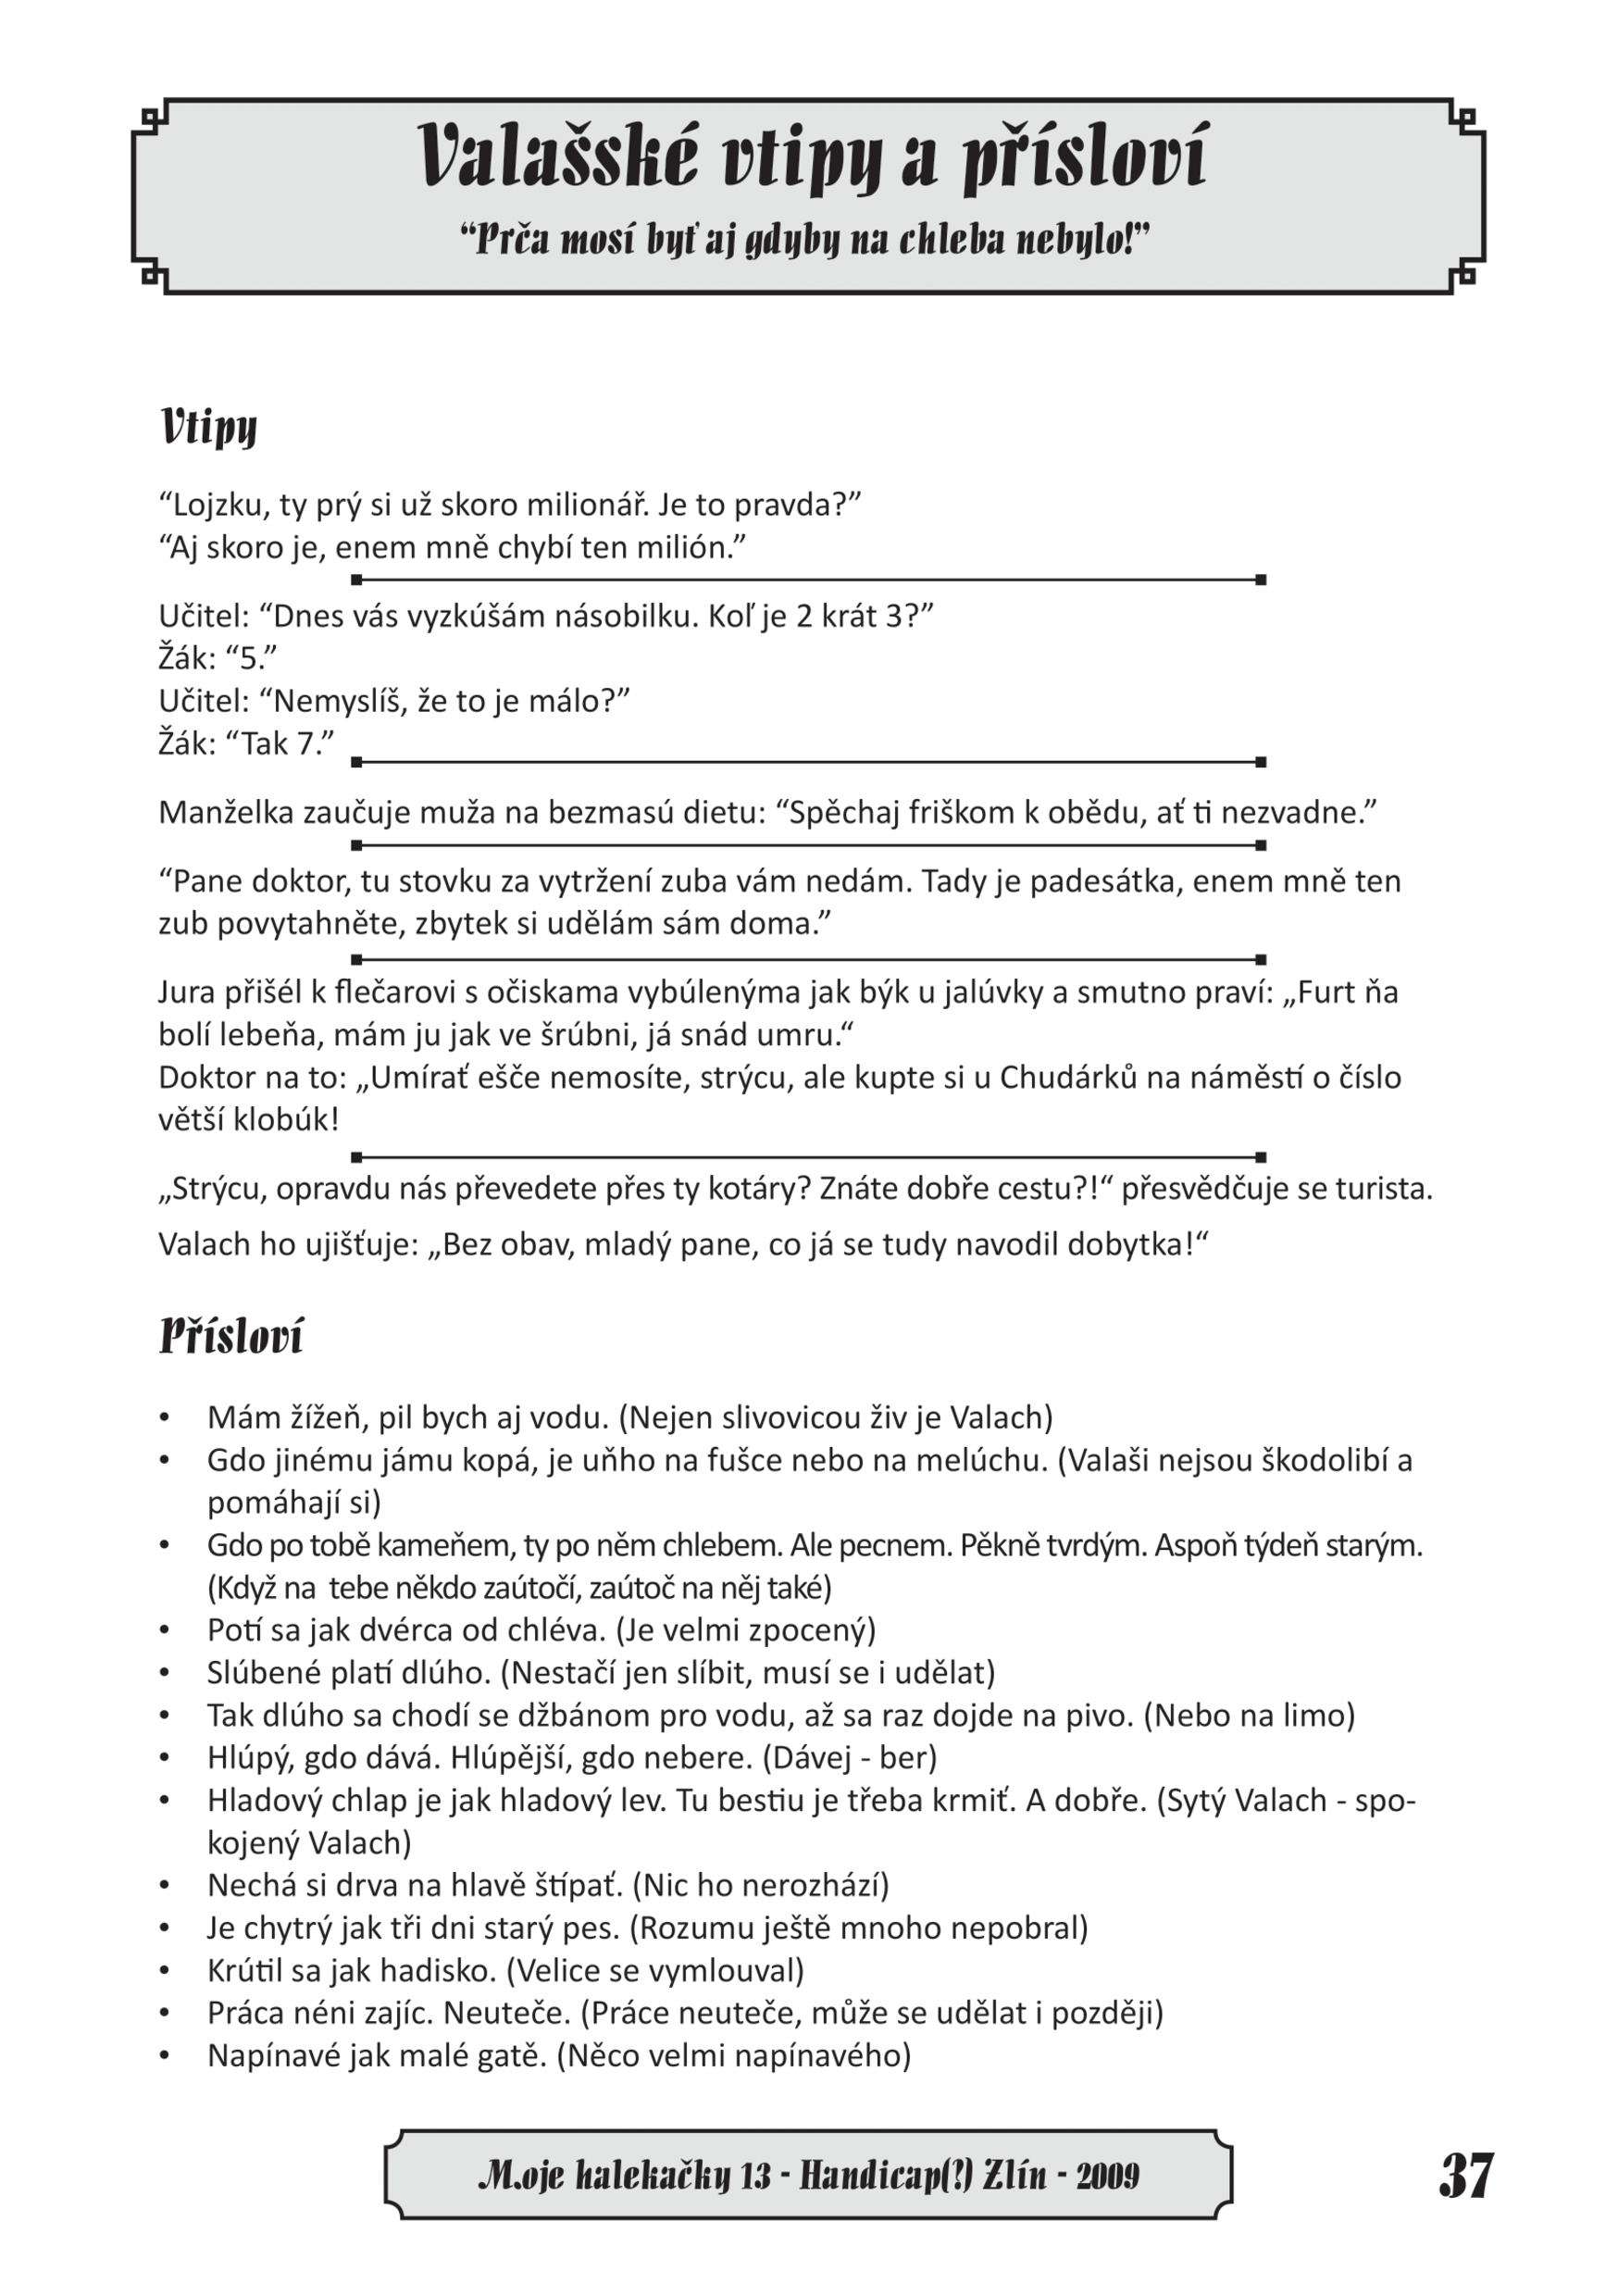 Valašské vtipy a přísloví
“Prča mosí byť aj gdyby na chleba nebylo!”
Vtipy
“Lojzku, ty prý si už skoro milionář. Je to pravda?”
“Aj skoro je, enem mně chybí ten milión.”
Učitel: “Dnes vás vyzkúšám násobilku. Koľ je 2 krát 3?”
Žák: “5.”
Učitel: “Nemyslíš, že to je málo?”
Žák: “Tak 7.”
Manželka zaučuje muža na bezmasú dietu: “Spěchaj friškom k obědu, ať ti nezvadne.”
“Pane doktor, tu stovku za vytržení zuba vám nedám. Tady je padesátka, enem mně ten
zub povytahněte, zbytek si udělám sám doma.”
Jura přišél k flečarovi s očiskama vybúlenýma jak býk u jalúvky a smutno praví: „Furt ňa
bolí lebeňa, mám ju jak ve šrúbni, já snád umru.“
Doktor na to: „Umírať ešče nemosíte, strýcu, ale kupte si u Chudárků na náměstí o číslo
větší klobúk!
„Strýcu, opravdu nás převedete přes ty kotáry? Znáte dobře cestu?!“ přesvědčuje se turista.
Valach ho ujišťuje: „Bez obav, mladý pane, co já se tudy navodil dobytka!“
Přísloví
• Mám žížeň, pil bych aj vodu. (Nejen slivovicou živ je Valach)
• Gdo jinému jámu kopá, je uňho na fušce nebo na melúchu. (Valaši nejsou škodolibí a
pomáhají si)
• Gdo po tobě kameňem, ty po něm chlebem. Ale pecnem. Pěkně tvrdým. Aspoň týdeň starým.
(Když na  tebe někdo zaútočí, zaútoč na něj také)
• Potí sa jak dvérca od chléva. (Je velmi zpocený)
• Slúbené platí dlúho. (Nestačí jen slíbit, musí se i udělat)
• Tak dlúho sa chodí se džbánom pro vodu, až sa raz dojde na pivo. (Nebo na limo)
• Hlúpý, gdo dává. Hlúpější, gdo nebere. (Dávej - ber)
• Hladový chlap je jak hladový lev. Tu bestiu je třeba krmiť. A dobře. (Sytý Valach - spo-
kojený Valach)
• Nechá si drva na hlavě štípať. (Nic ho nerozhází)
• Je chytrý jak tři dni starý pes. (Rozumu ještě mnoho nepobral)
• Krútil sa jak hadisko. (Velice se vymlouval)
• Práca néni zajíc. Neuteče. (Práce neuteče, může se udělat i později)
• Napínavé jak malé gatě. (Něco velmi napínavého)
Moje halekačky 13 - Handicap(?) Zlín - 2009
37